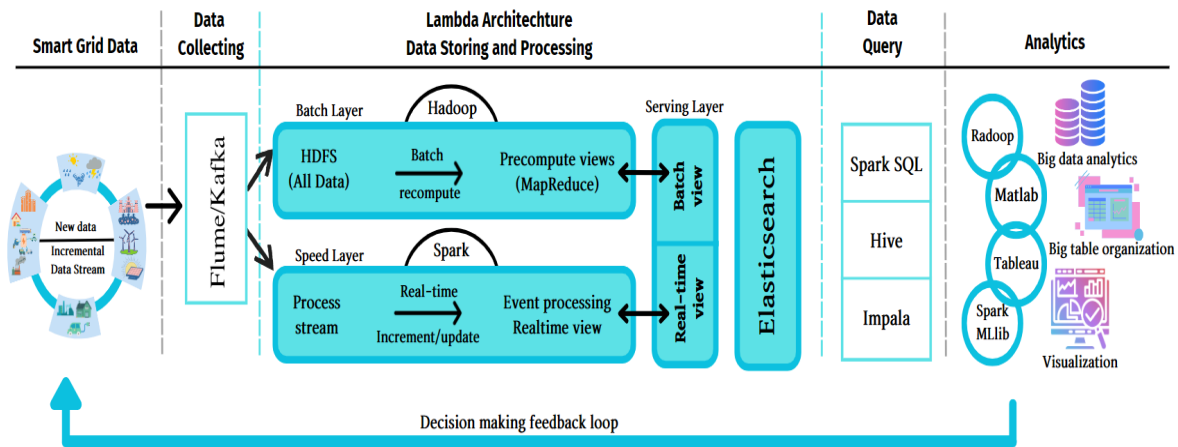 Smart Grid Data
Data
Collecting
Lambda Architechture
Data Storing and Processing
Data
Query
Analytics
New data
Incremental
Data Stream
Flume/Kafka
Batch Layer
Hadoop
HDFS
(All Data)
Batch
recompute
Precompute views
(MapReduce)
Speed Layer
Spark
Process
stream
Real-time
Increment/update
Event processing
Realtime view
Serving Layer
Batch
view
Real-time
view
Elasticsearch
Spark SQL
Hive
Impala
Radoop
Matlab
Tableau
Spark
MLlib
Big data analytics
Big table organization
Visualization
Decision making feedback loop